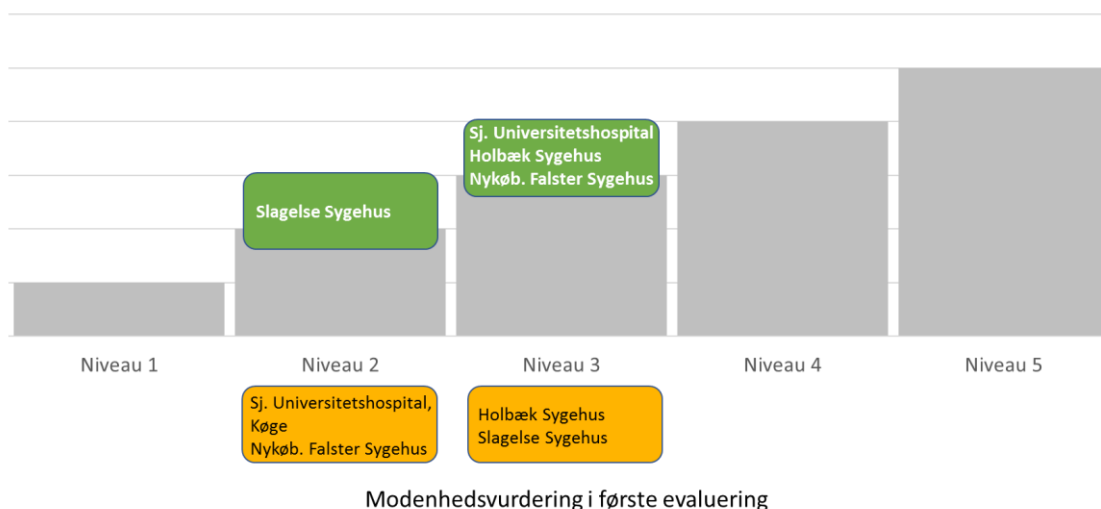 Sj. Universitetshospital
Holbæk Sygehus
Nykøb. Falster Sygehus
Slagelse Sygehus
Niveau 1
Niveau 2
Niveau 3
Niveau 4
Niveau 5
Sj. Universitetshospital,
Køge
Nykøb. Falster Sygehus
Holbæk Sygehus
Slagelse Sygehus
Modenhedsvurdering i første evaluering